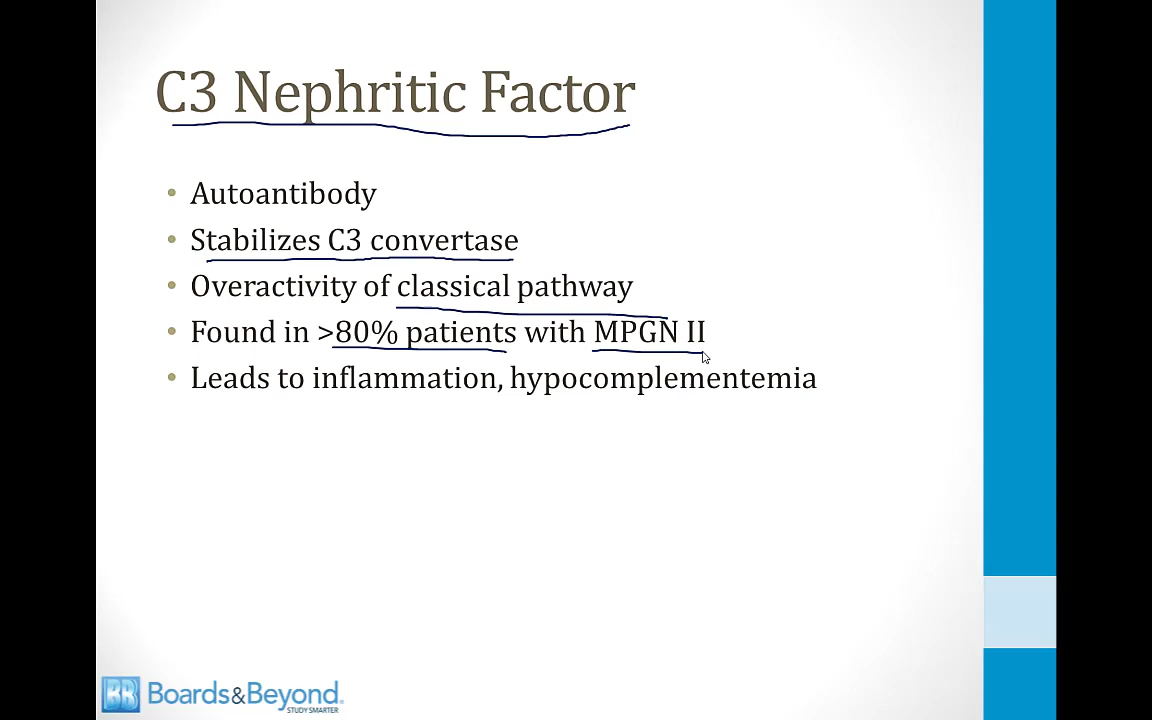 C3 Nephritic Factor
• Autoantibody
• Stabilizes C3 convertase
• Overactivity of classical pathway
• Found in >80% patients with MPGN II
• Leads to inflammation, hypocomplementemia
BB Boards&Beyond.
STUDY SMARTER